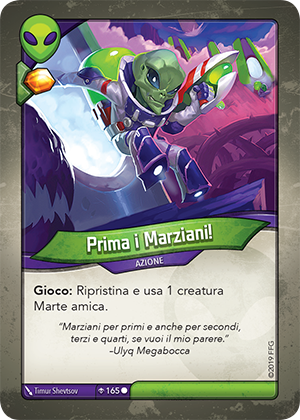 Prima i Marziani!
AZIONE
Gioco: Ripristina e usa 1 creatura
Marte amica.
“Marziani per primi e anche per secondi,
terzi e quarti, se vuoi il mio parere.”
–Ulyq Megabocca
©2019 FFG
Timur Shevtsov
165